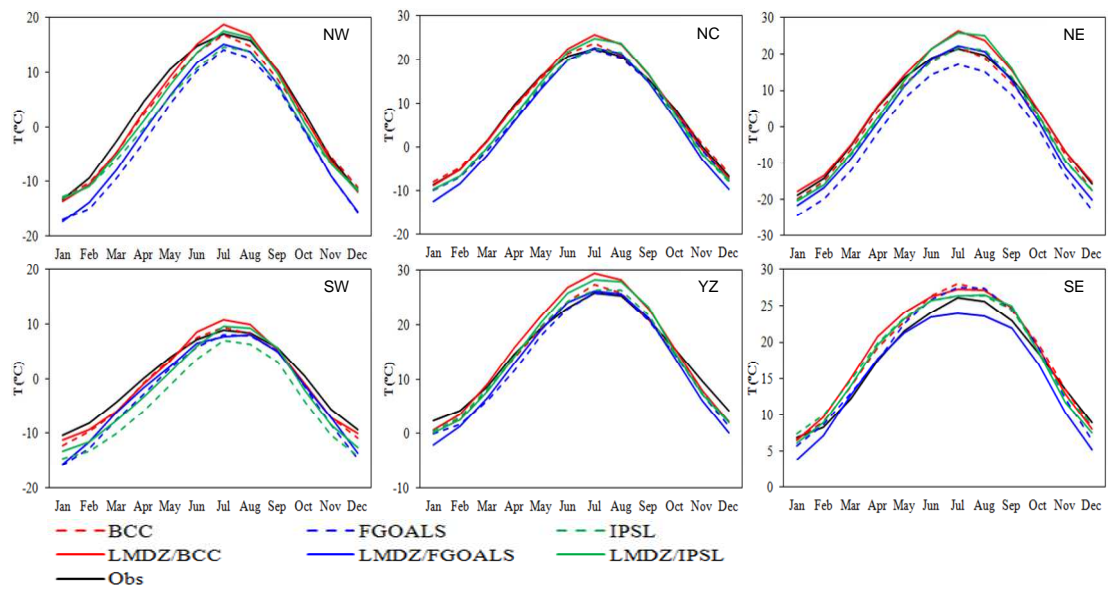 NW
T (°C)
20
10
0
-10
-20
Jan Feb Mar Apr May Jun Jul Aug Sep Oct Nov Dec
NC
T (°C)
30
20
10
0
-10
-20
Jan Feb Mar Apr May Jun Jul Aug Sep Oct Nov Dec
NE
T (°C)
30
20
10
0
-10
-20
-30
Jan Feb Mar Apr May Jun Jul Aug Sep Oct Nov Dec
SW
T (°C)
20
10
0
-10
-20
Jan Feb Mar Apr May Jun Jul Aug Sep Oct Nov Dec
YZ
T (°C)
30
20
10
0
-10
Jan Feb Mar Apr May Jun Jul Aug Sep Oct Nov Dec
SE
T (°C)
30
25
20
15
10
5
0
Jan Feb Mar Apr May Jun Jul Aug Sep Oct Nov Dec
BCC FGOALS IPSL
LMDZ/BCC LMDZ/FGOALS LMDZ/IPSL
Obs